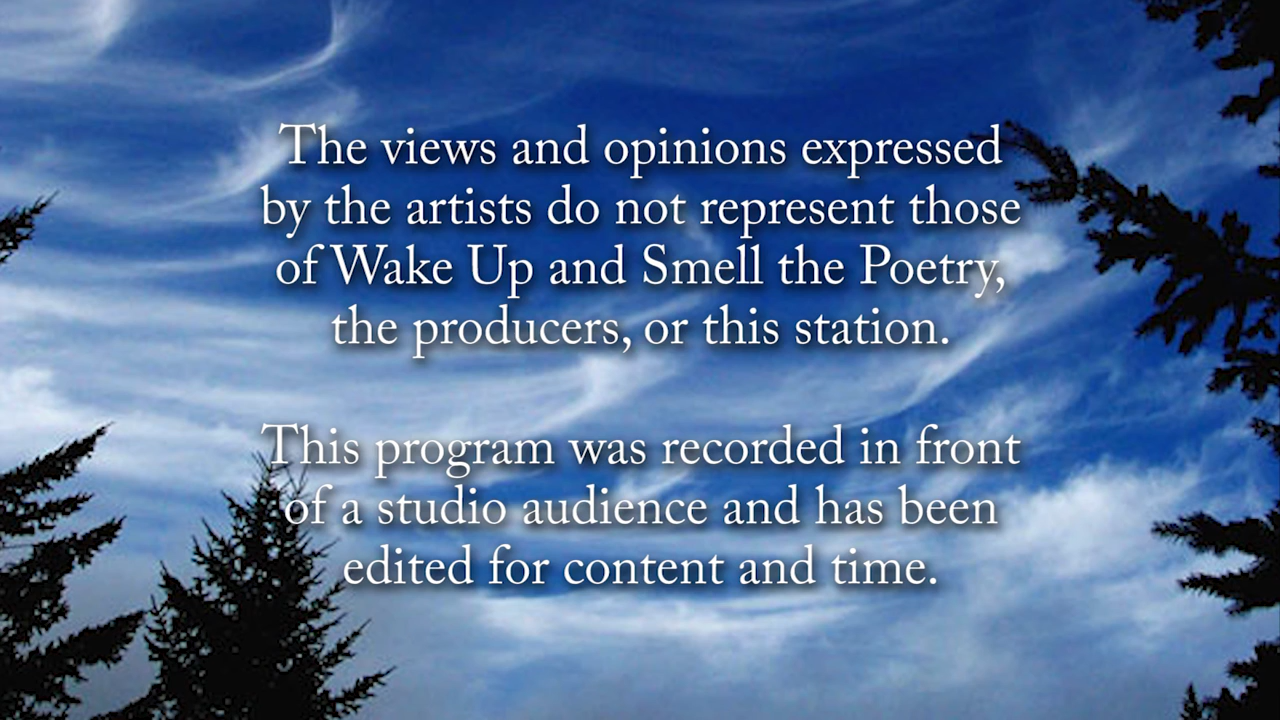 The views and opinions expressed
by the artists do not represent those
of Wake Up and Smell the Poetry,
the producers, or this station.
This program was recorded in front
of a studio audience and has been
edited for content and time.